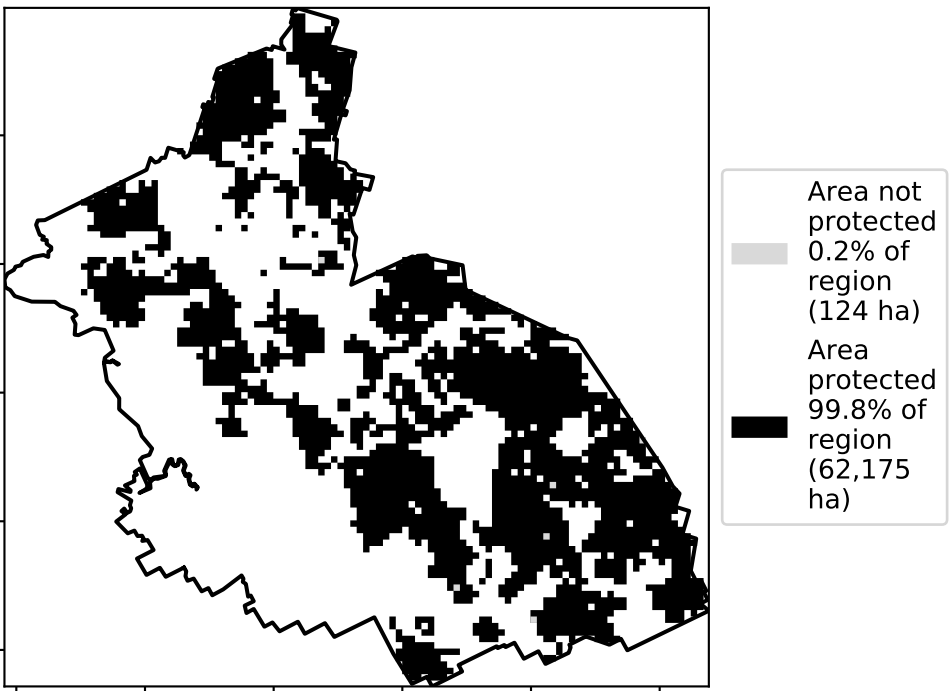 Area not
protected
0.2% of
region
(124 ha)
Area
protected
99.8% of
region
(62,175
ha)